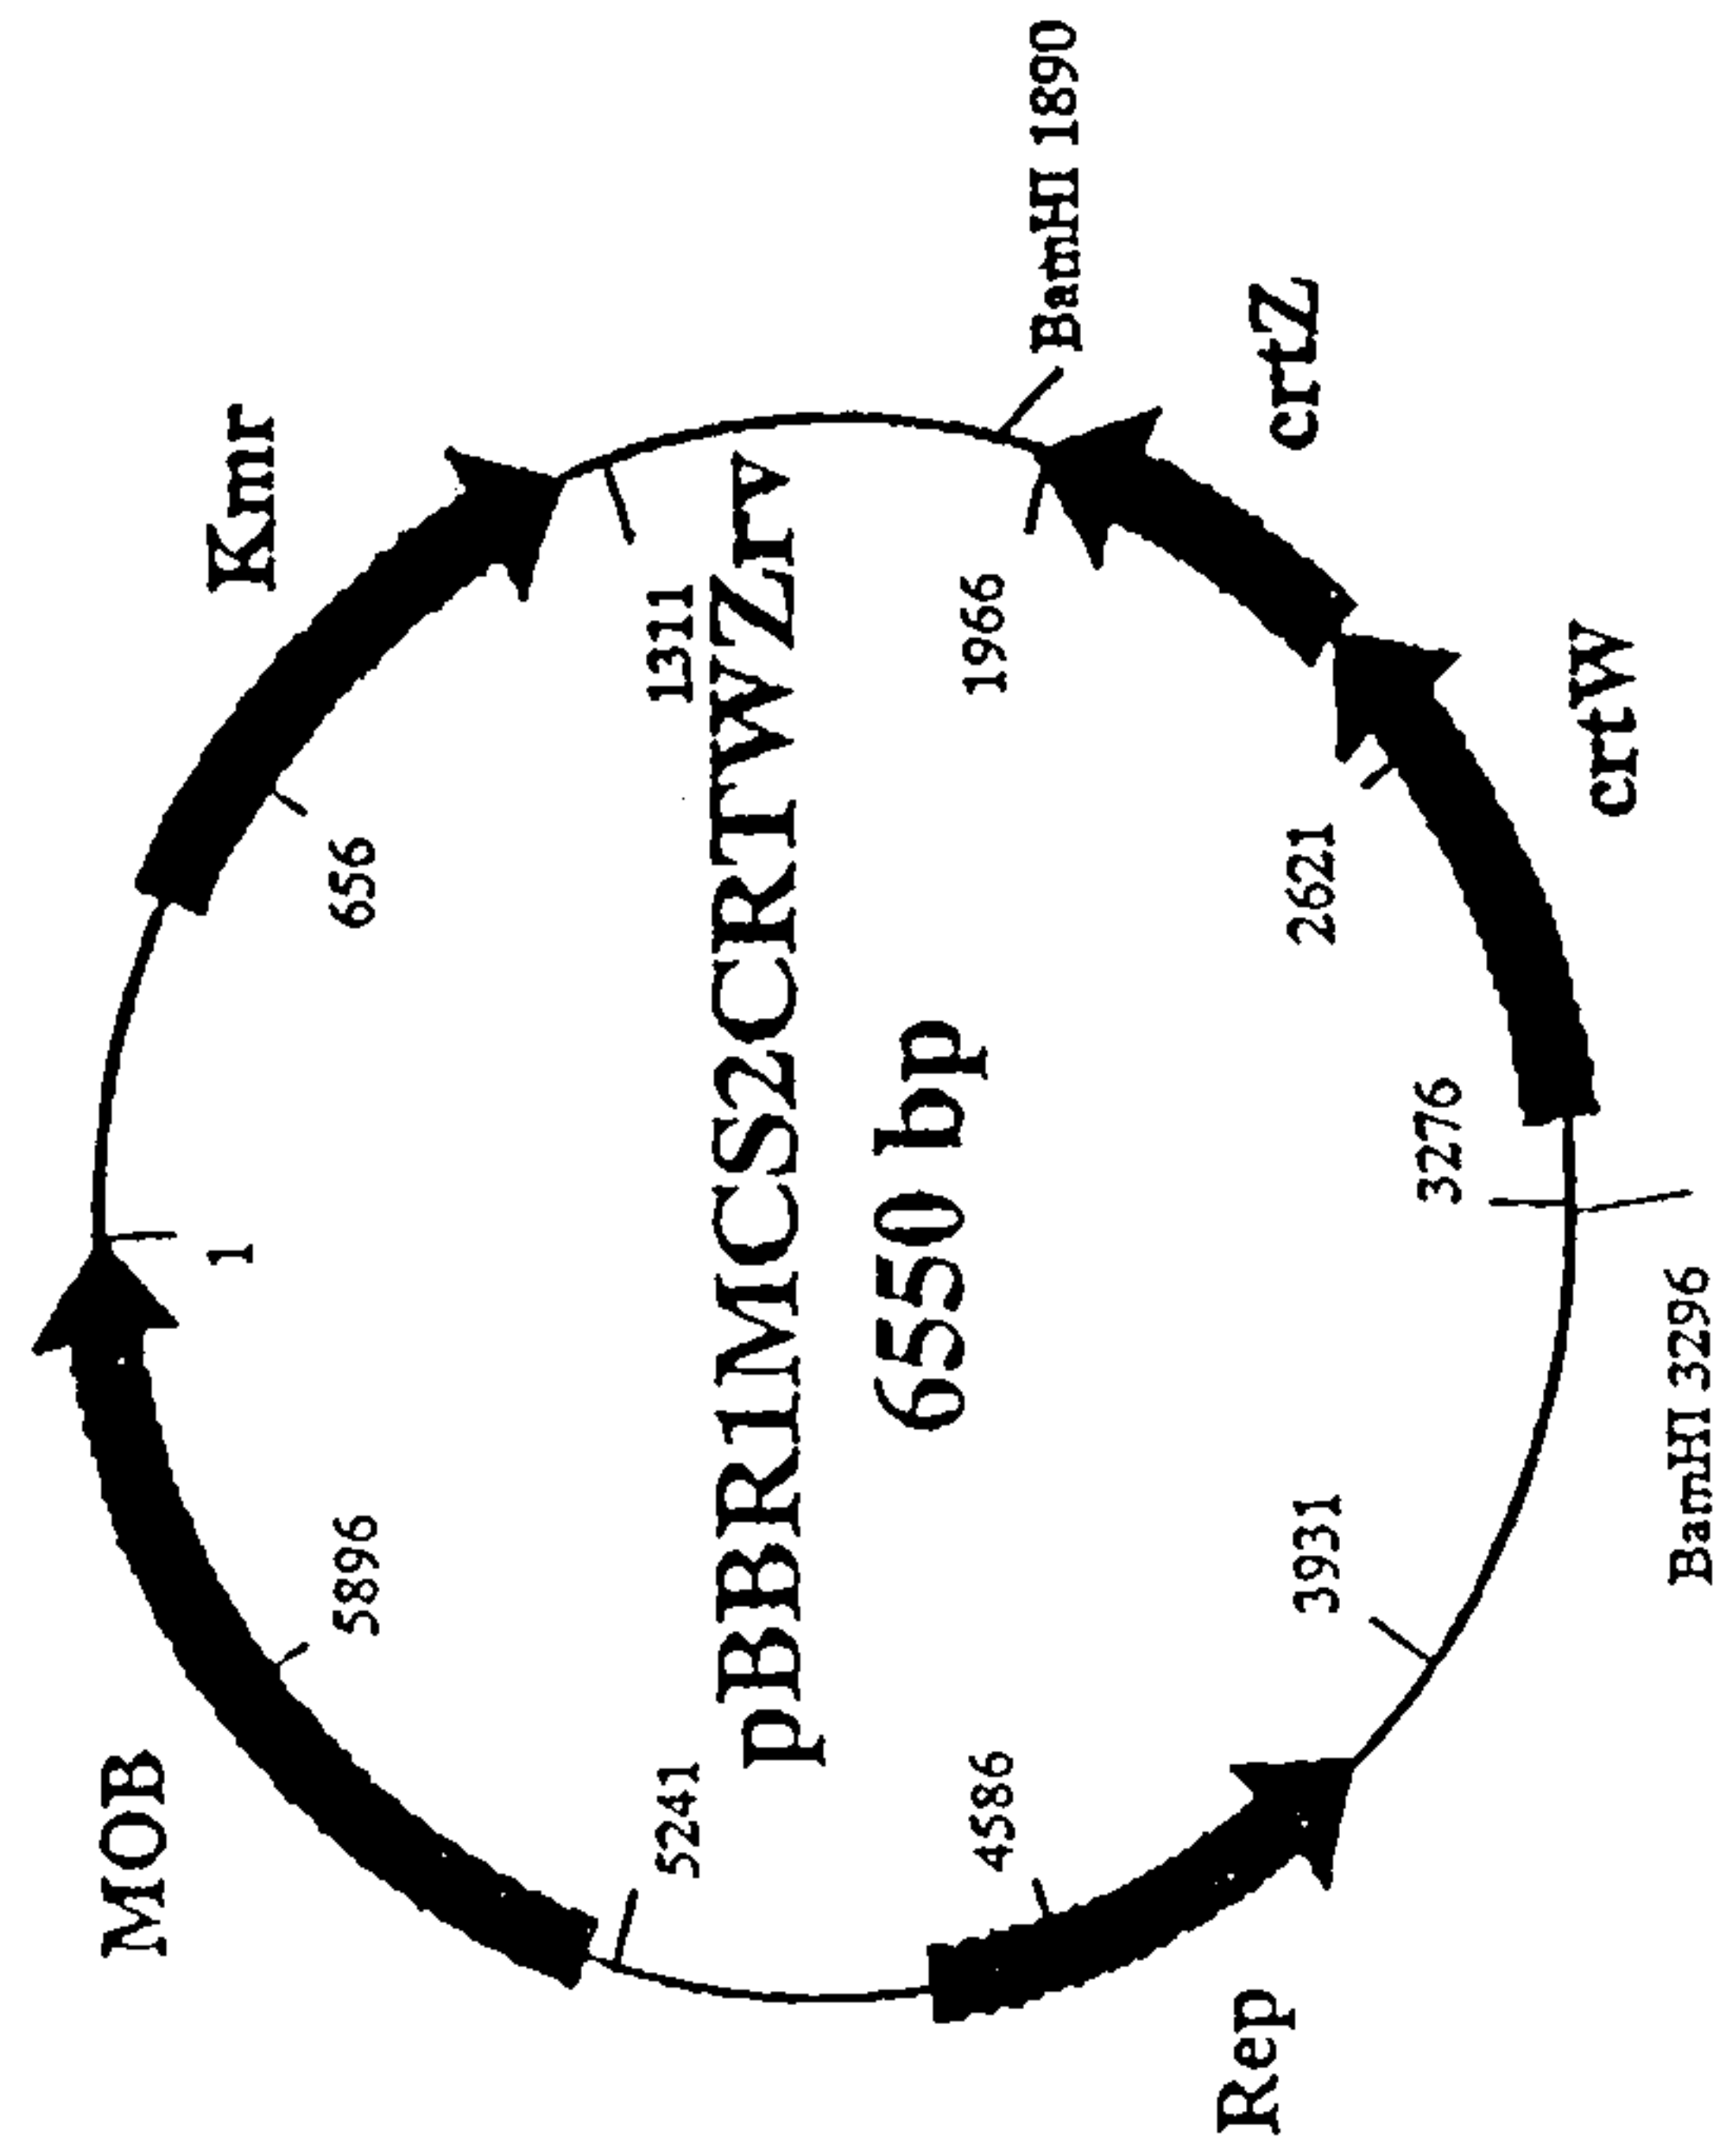 pBBR1MCS2CRTWZrv
6550 bp
1
Kmr
656
1311
BamHI 1890
1966
crtZ
2621
crtW
3276
BamHI 3296
3931
Rep
4586
5241
MOB
5896